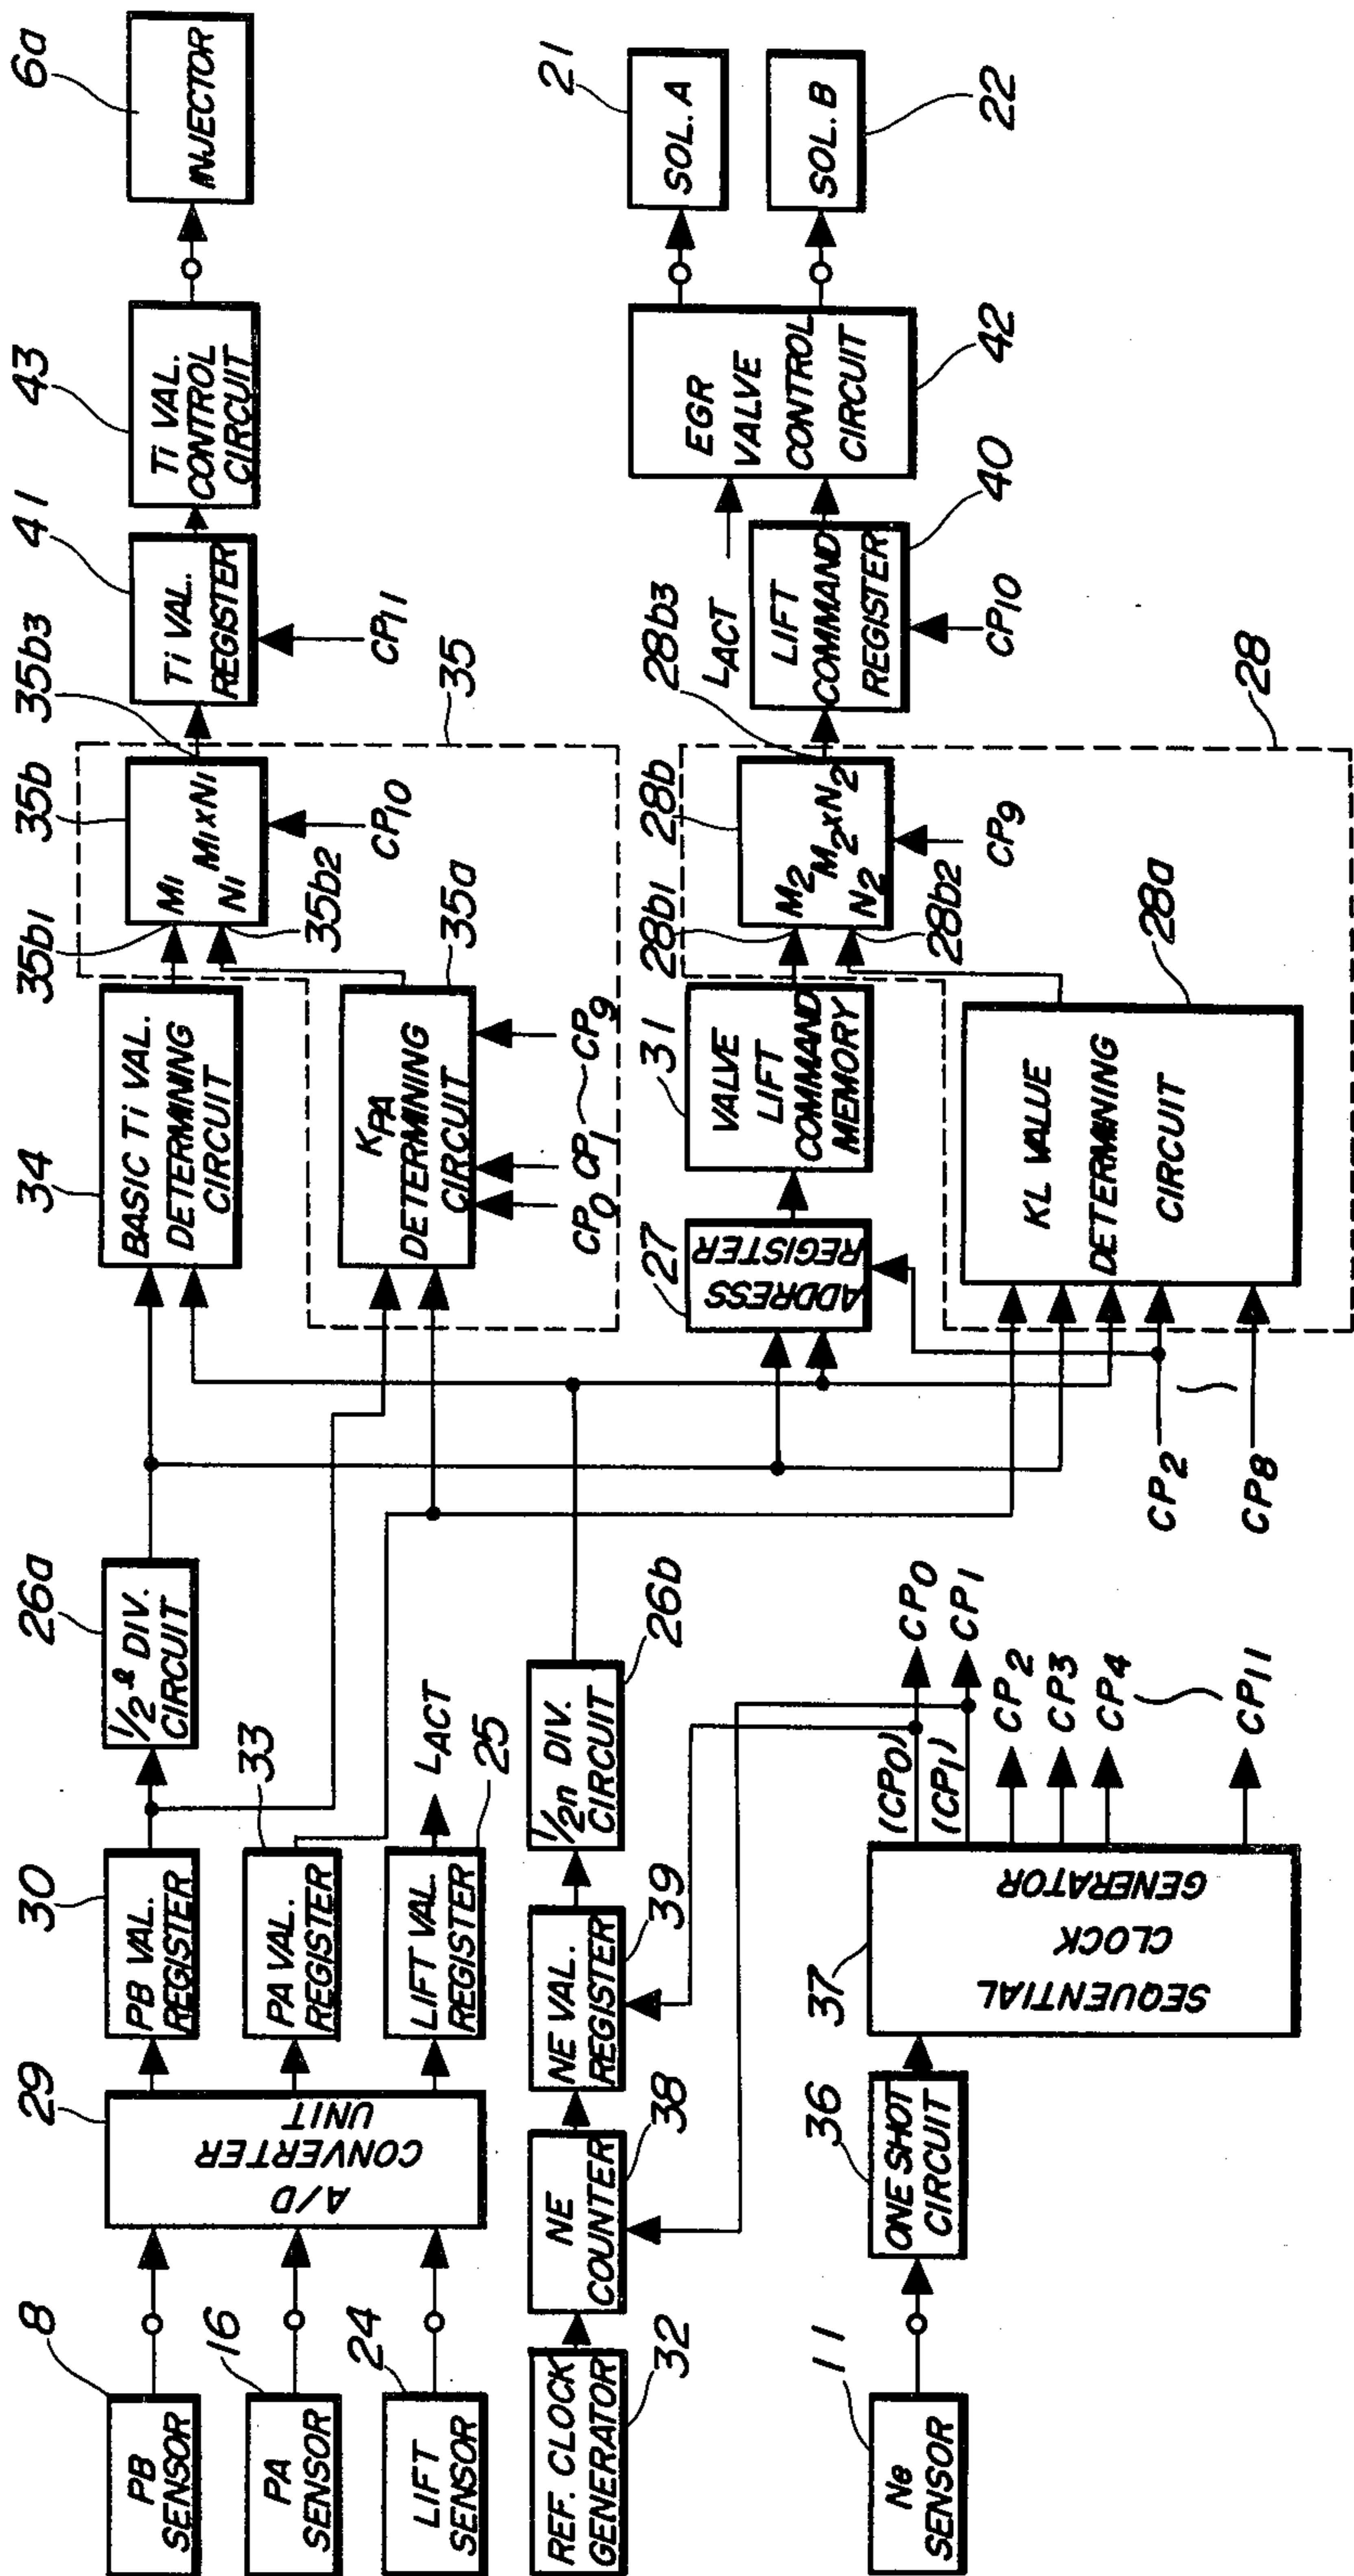 8
PB
SENSOR
16
PA
SENSOR
24
LIFT
SENSOR
REF. CLOCK
GENERATOR
32
11
Ne
SENSOR
29
A/D
CONVERTER
UNIT
NE
COUNTER
38
36
ONE SHOT
CIRCUIT
30
PB VAL.
REGISTER
33
PA VAL.
REGISTER
LIFT VAL.
REGISTER
25
LACT
NE VAL.
REGISTER
39
37
SEQUENTIAL
CLOCK
GENERATOR
(CP0)
(CP1)
CP0
CP1
CP2
CP3
CP4
CP11
26a
1/2ℓ DIV.
CIRCUIT
1/2n DIV.
CIRCUIT
26b
CP2
CP8
34
BASIC Ti VAL.
DETERMINING
CIRCUIT
KPA
DETERMINING
CIRCUIT
35a
CP0
CP1
CP9
27
ADDRESS
REGISTER
31
VALVE
LIFT
COMMAND
MEMORY
KL VALUE
DETERMINING
CIRCUIT
28a
35b1
35b
35b3
M1
M1xN1
N1
35b2
CP10
35
28b1
28b
28b3
M2
M2xN2
N2
28b2
CP9
28
41
Ti VAL.
REGISTER
CP11
43
Ti VAL.
CONTROL
CIRCUIT
6a
INJECTOR
LACT
LIFT
COMMAND
REGISTER
40
CP10
EGR
VALVE
CONTROL
CIRCUIT
42
21
SOL. A
SOL. B
22